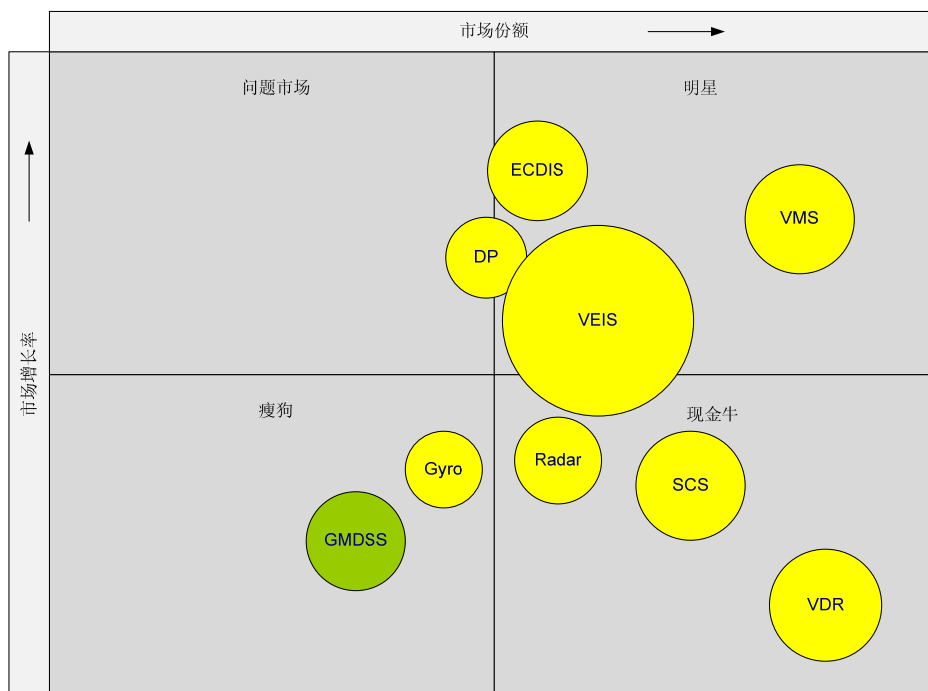 市场份额
问题市场
明星
ECDIS
VMS
DP
VEIS
市场增长率
瘦狗
现金牛
Radar
Gyro
SCS
GMDSS
VDR